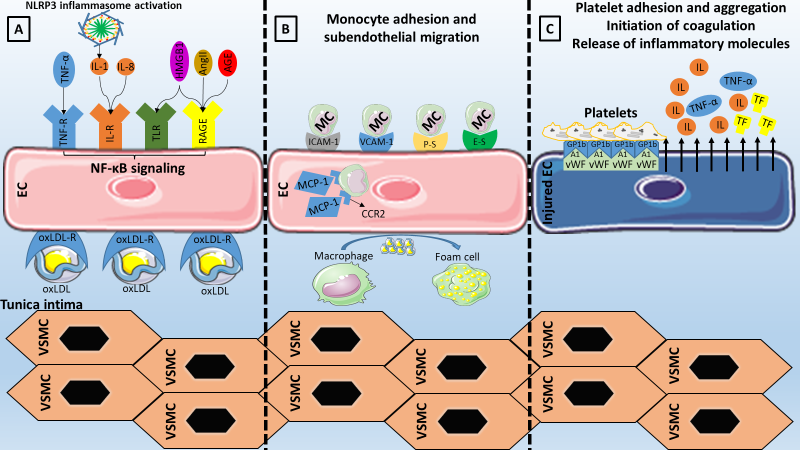 NLRP3 inflammasome activation
A
TNF-α
IL-1
IL-8
HMGB1
AngII
AGE
TNF-R
IL-R
TLR
RAGE
NF-κB signaling
EC
oxLDL-R
oxLDL-R
oxLDL-R
oxLDL
oxLDL
oxLDL
Tunica intima
VSMC
VSMC
VSMC
VSMC
B
Monocyte adhesion and
subendothelial migration
MC
MC
MC
MC
ICAM-1
VCAM-1
P-S
E-S
EC
MCP-1
MCP-1
CCR2
Macrophage
Foam cell
VSMC
VSMC
VSMC
VSMC
C
Platelet adhesion and aggregation
Initiation of coagulation
Release of inflammatory molecules
IL
IL
TNF-α
IL
TNF-α
IL
TF
IL
IL
TF
TF
Platelets
GP1b
GP1b
GP1b
GP1b
A1
A1
A1
A1
vWF
vWF
vWF
vWF
Injured EC
VSMC
VSMC
VSMC
VSMC